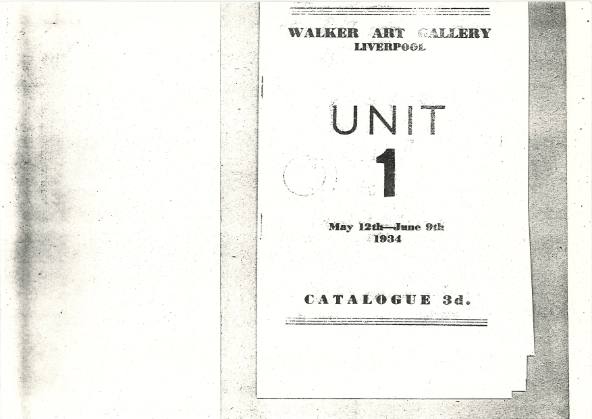 WALKER ART GALLERY
LIVERPOOL
UNIT
1
May 12th—June 9th
1934
CATALOGUE 3d.